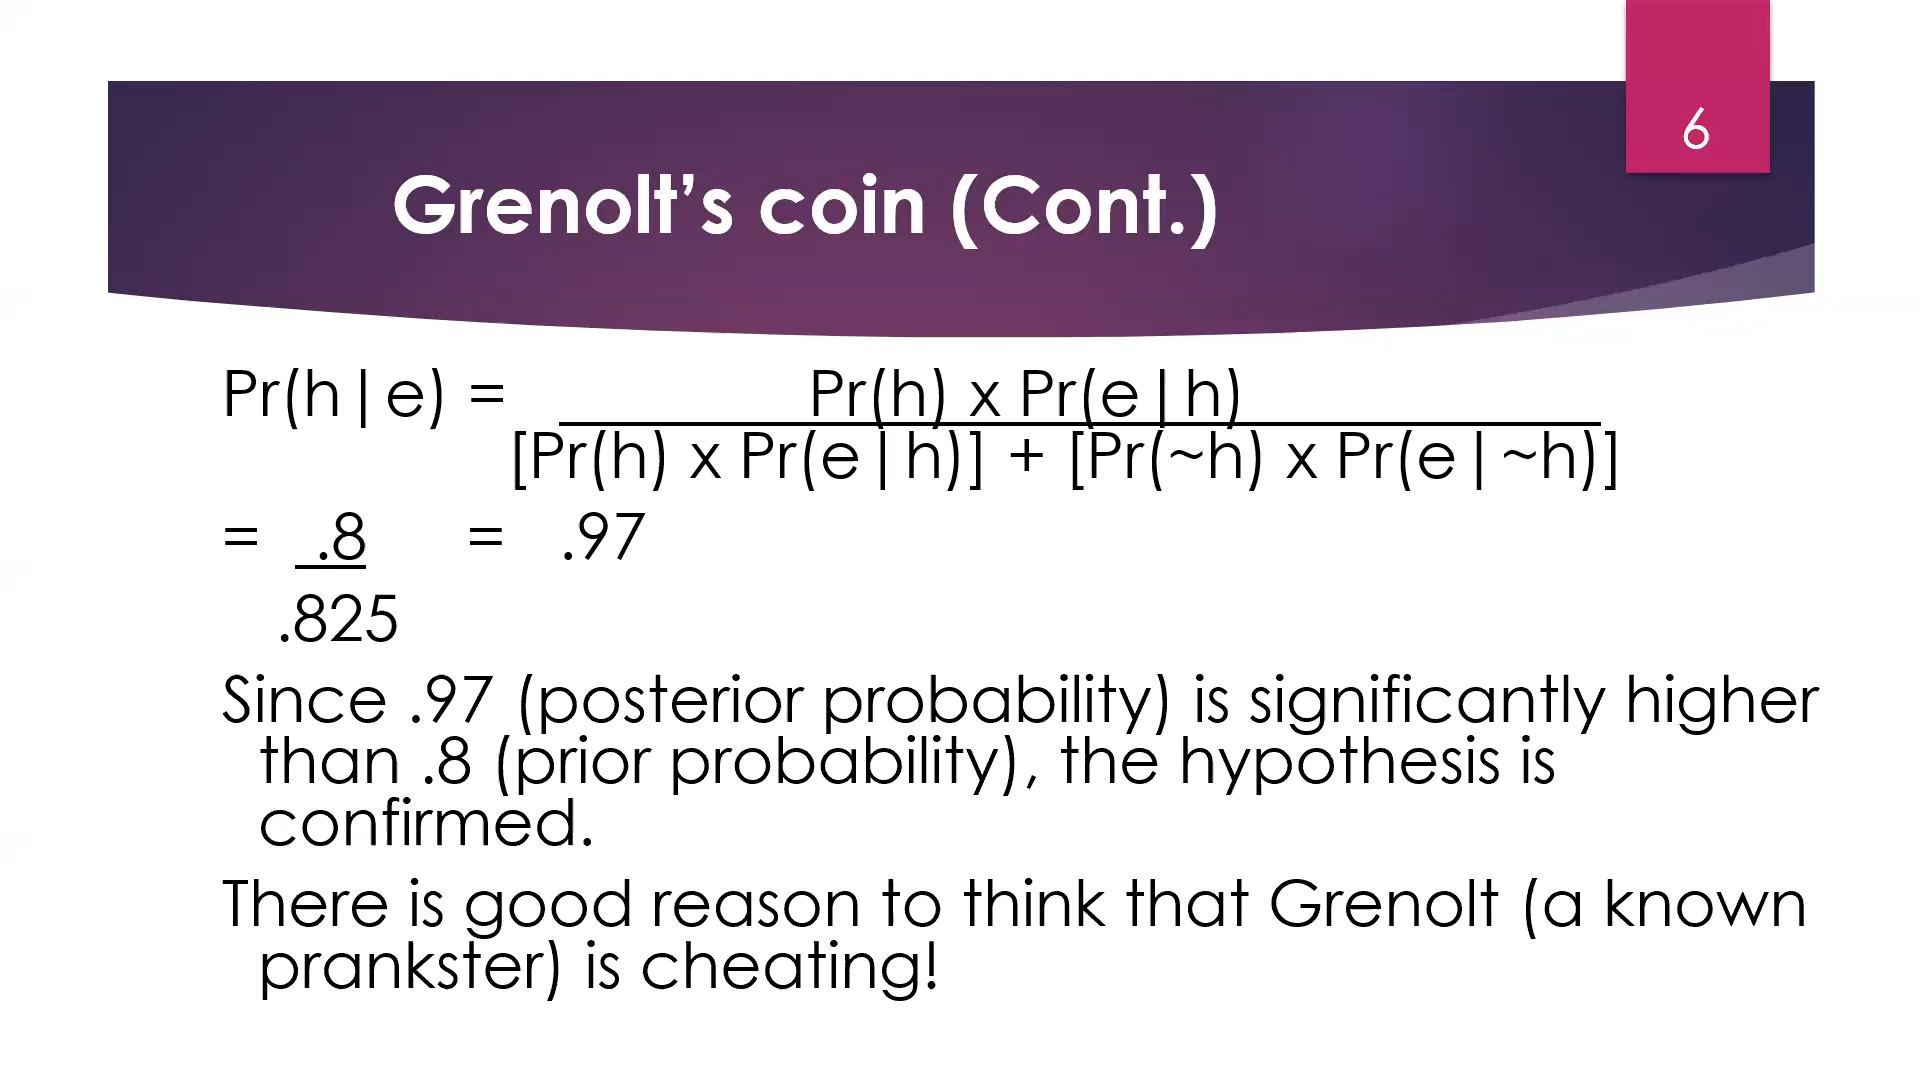 6
Grenolt’s coin (Cont.)
Pr(h|e) = Pr(h) x Pr(e|h)
[Pr(h) x Pr(e|h)] + [Pr(~h) x Pr(e|~h)]
= .8 = .97
.825
Since .97 (posterior probability) is significantly higher
than .8 (prior probability), the hypothesis is
confirmed.
There is good reason to think that Grenolt (a known
prankster) is cheating!